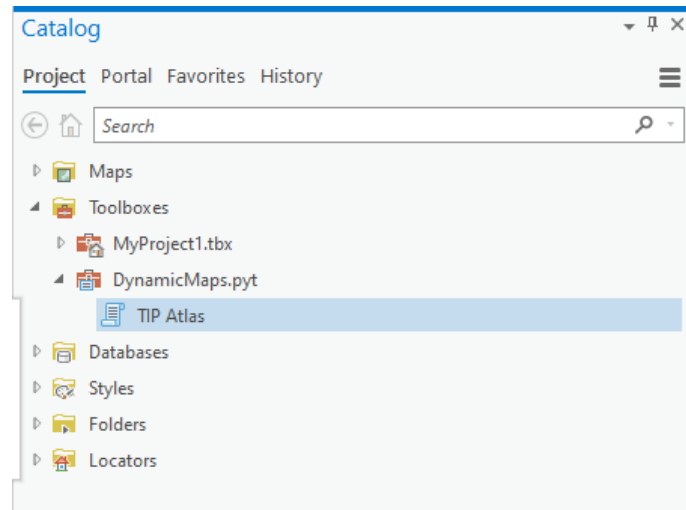 Catalog
Project Portal Favorites History
Search
Maps
Toolboxes
MyProject1.tbx
DynamicMaps.pyt
TIP Atlas
Databases
Styles
Folders
Locators